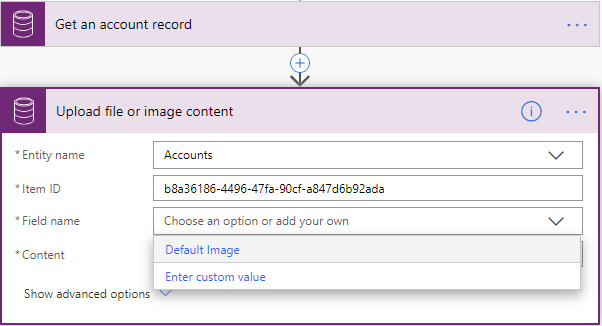 Get an account record
Upload file or image content
* Entity name
Accounts
* Item ID
b8a36186-4496-47fa-90cf-a847d6b92ada
* Field name
Choose an option or add your own
Default Image
* Content
Enter custom value
Show advanced options